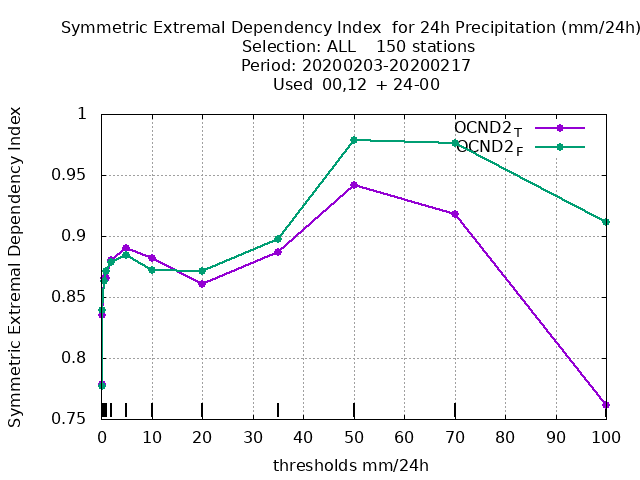 Symmetric Extremal Dependency Index  for 24h Precipitation (mm/24h)
Selection: ALL    150 stations
Period: 20200203-20200217
Used  00,12  + 24-00
Symmetric Extremal Dependency Index
1
0.95
0.9
0.85
0.8
0.75
OCND2T
OCND2F
0 10 20 30 40 50 60 70 80 90 100
thresholds mm/24h